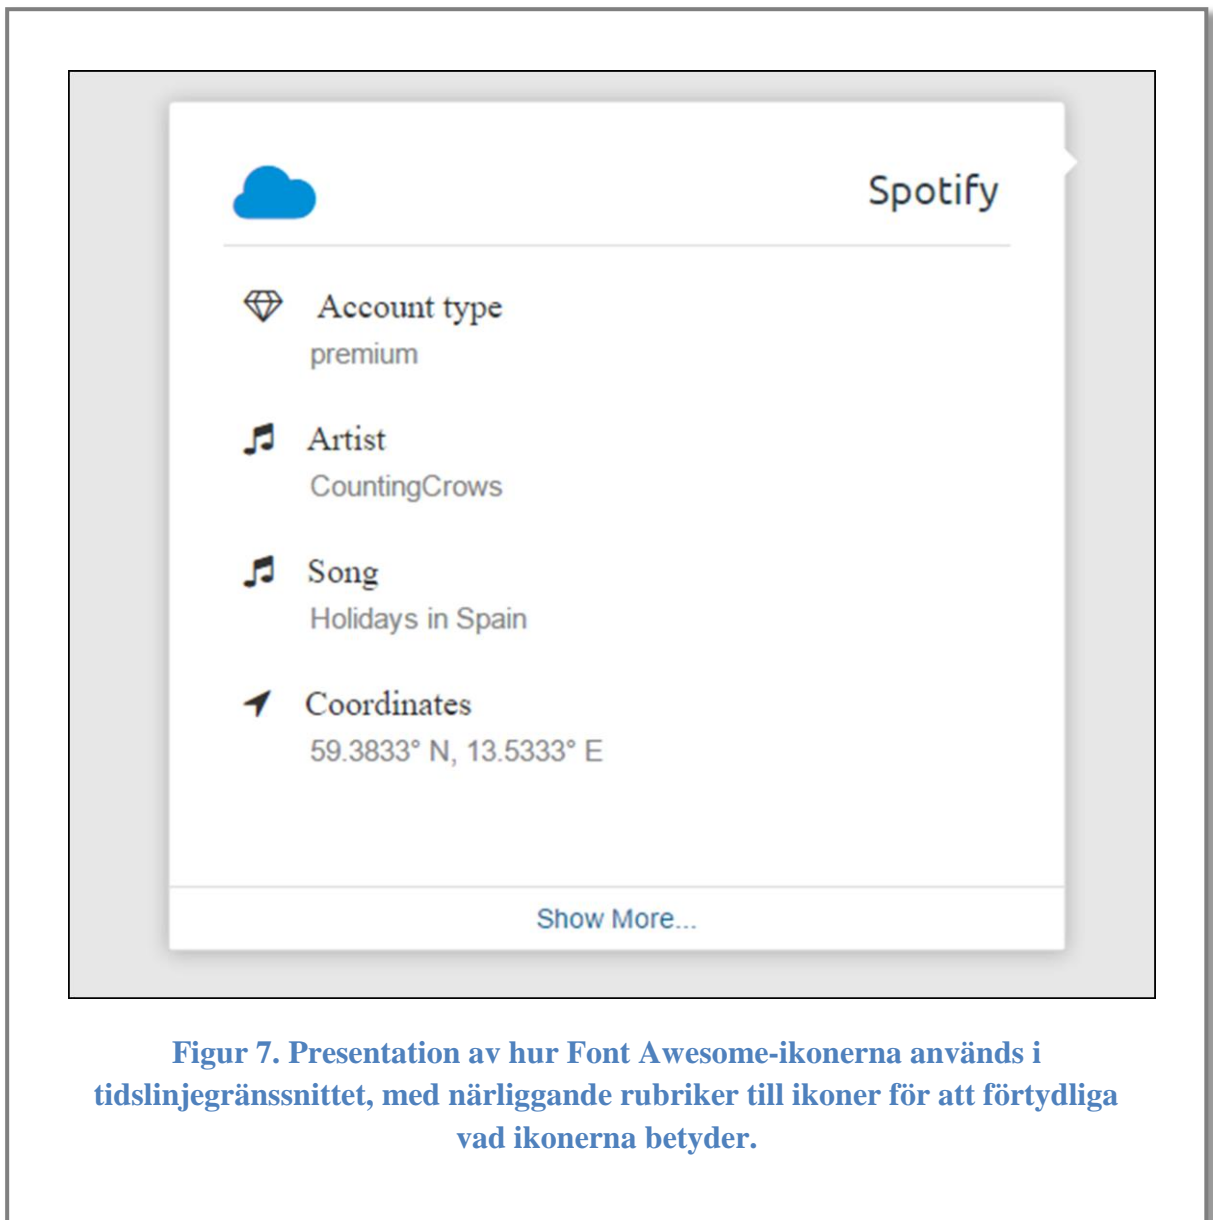 Spotify
Account type
premium
Artist
CountingCrows
Song
Holidays in Spain
Coordinates
59.3833° N, 13.5333° E
Show More...
Figur 7. Presentation av hur Font Awesome-ikonerna används i
tidslinjegränssnittet, med närliggande rubriker till ikoner för att förtydliga
vad ikonerna betyder.